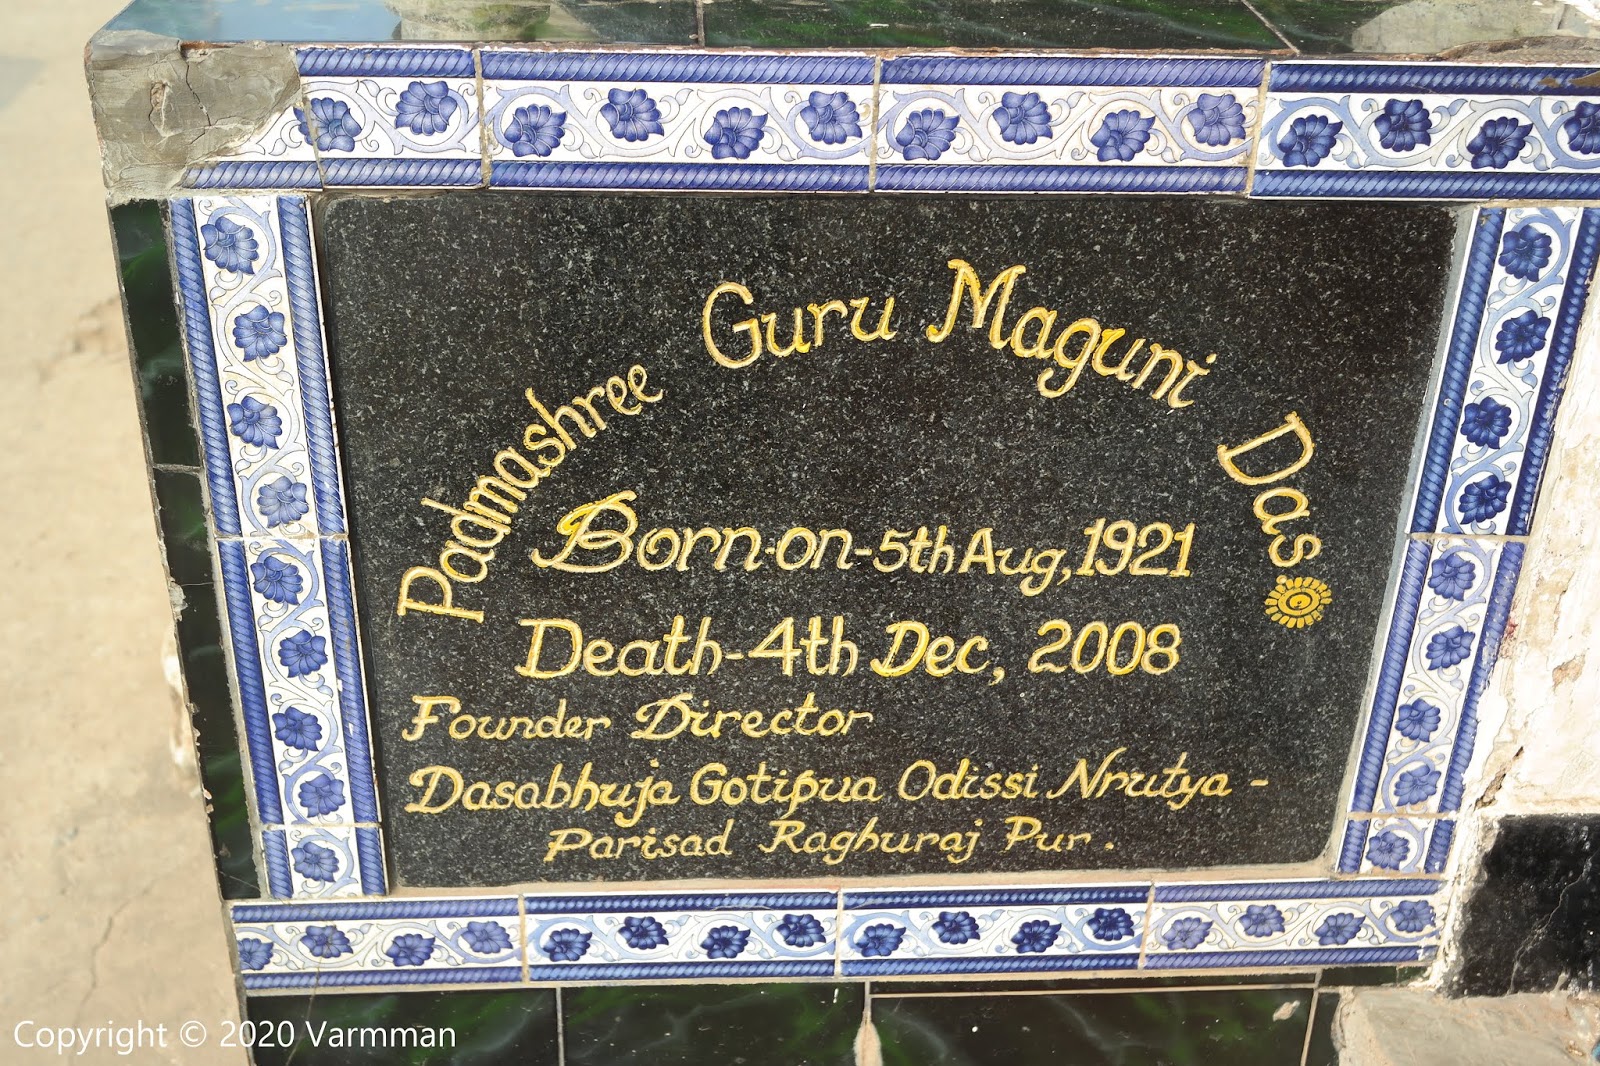 Padmashree Guru Maguni Das
Born-on-5th Aug, 1921
Death-4th Dec, 2008
Founder Director
Dasabhuja Gotipua Odissi Nrutya -
Parisad Raghuraj Pur.
Copyright © 2020 Varmman